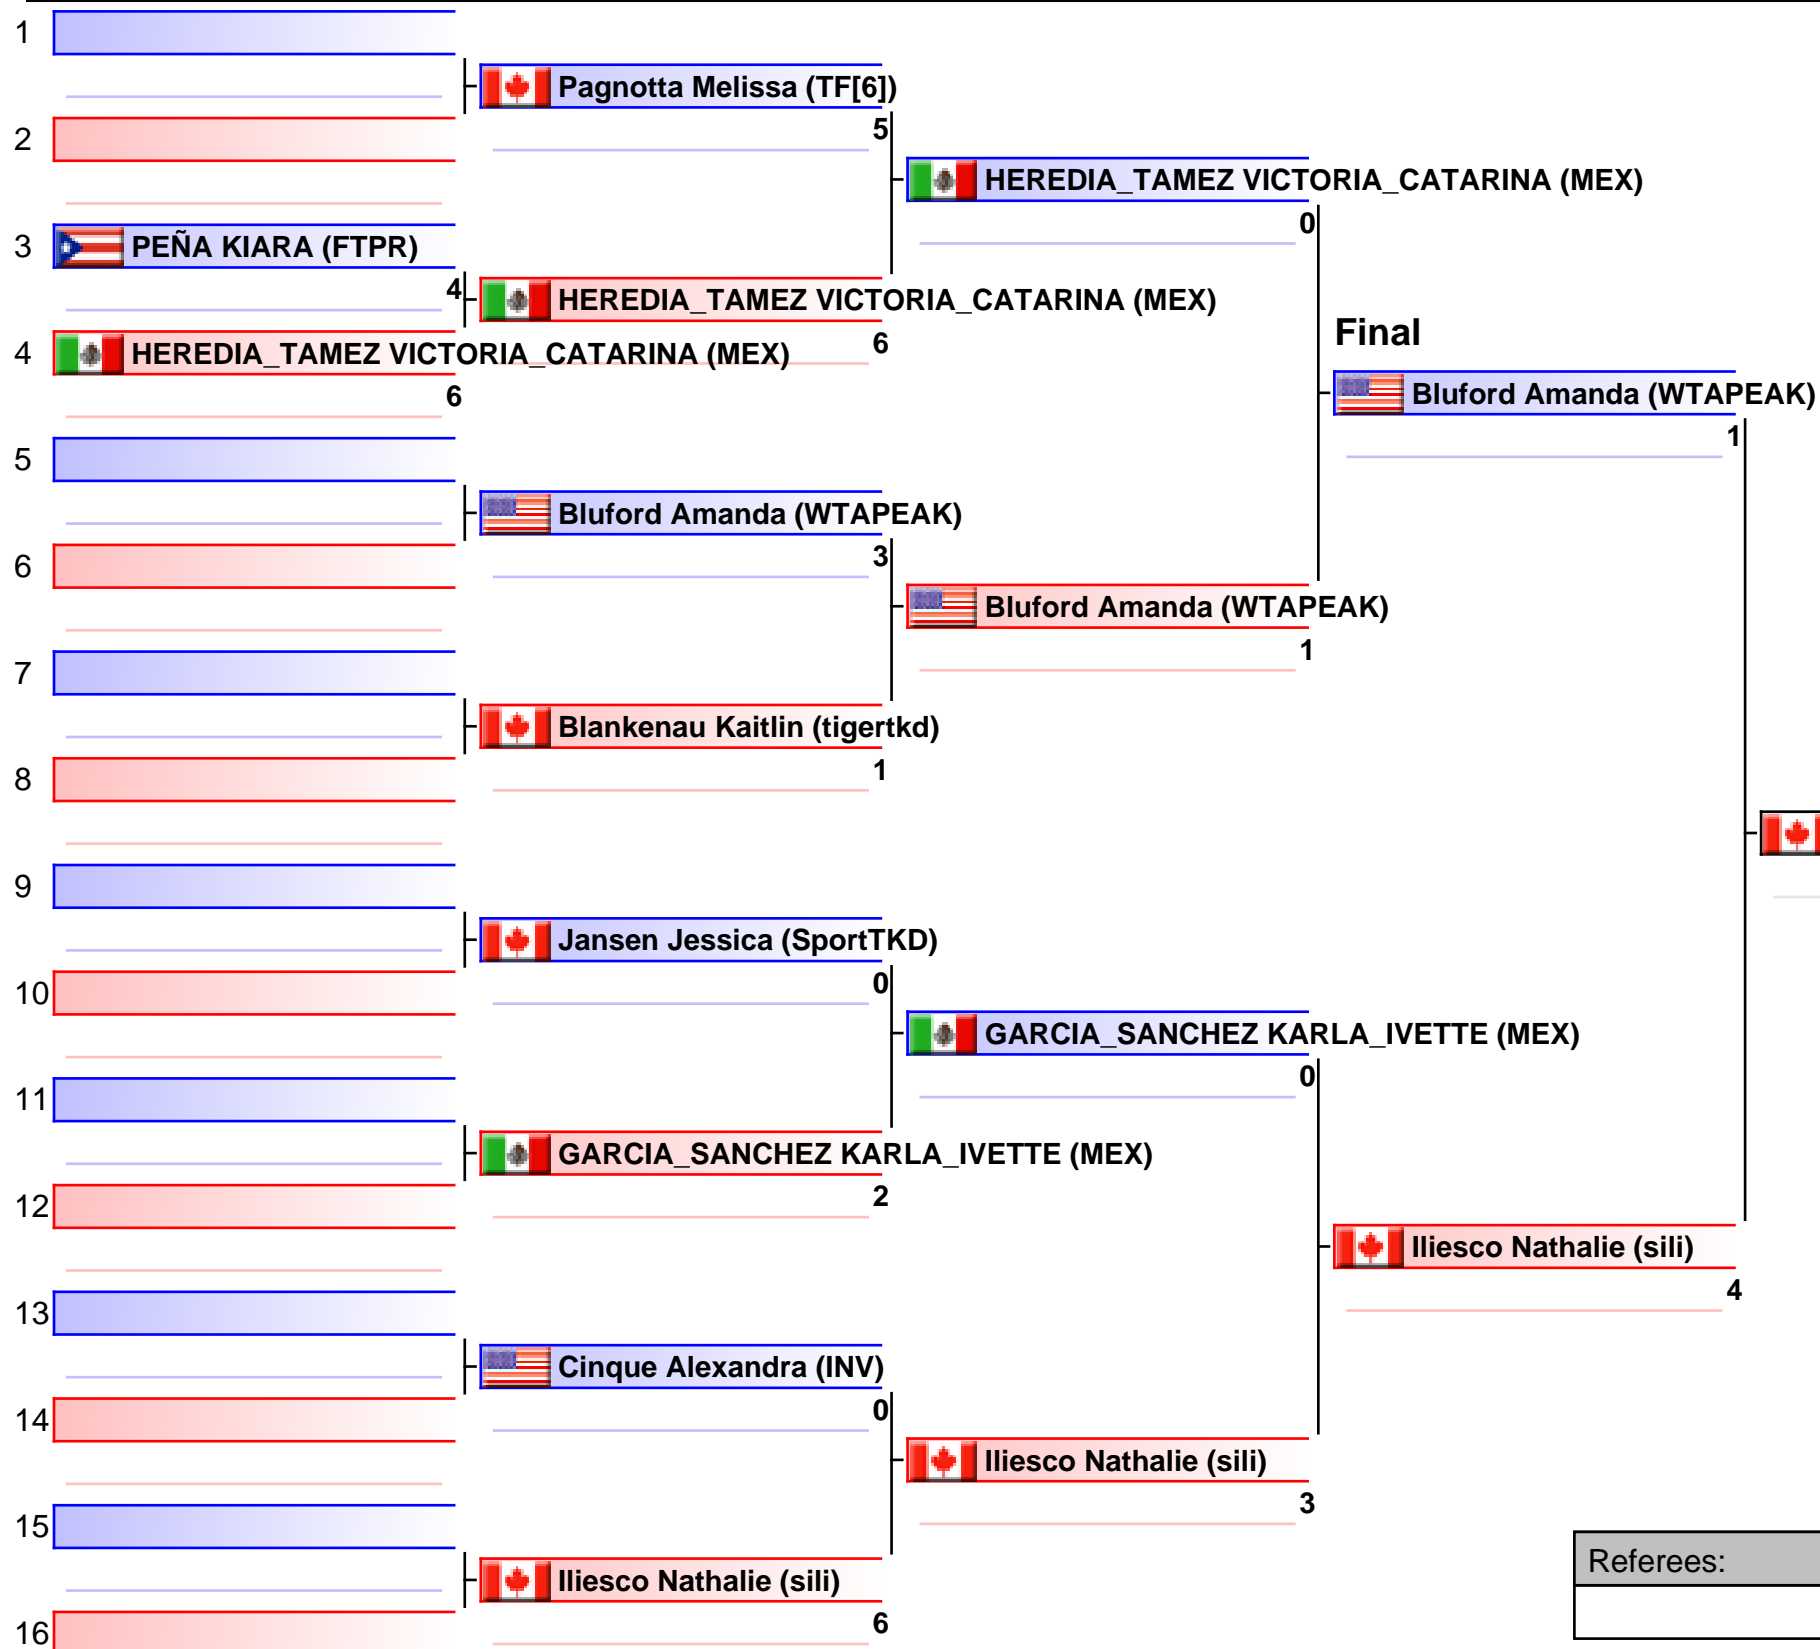 1
Pagnotta Melissa (TF[6])
5
2
HEREDIA_TAMEZ VICTORIA_CATARINA (MEX)
0
3
PEÑA KIARA (FTPR)
4
HEREDIA_TAMEZ VICTORIA_CATARINA (MEX)
6
4
HEREDIA_TAMEZ VICTORIA_CATARINA (MEX)
6
Final
Bluford Amanda (WTAPEAK)
1
5
Bluford Amanda (WTAPEAK)
3
6
Bluford Amanda (WTAPEAK)
1
7
Blankenau Kaitlin (tigertkd)
1
8
9
Jansen Jessica (SportTKD)
0
10
GARCIA_SANCHEZ KARLA_IVETTE (MEX)
0
11
GARCIA_SANCHEZ KARLA_IVETTE (MEX)
2
12
Iliesco Nathalie (sili)
4
13
Cinque Alexandra (INV)
0
14
Iliesco Nathalie (sili)
3
15
Iliesco Nathalie (sili)
6
16
Referees: